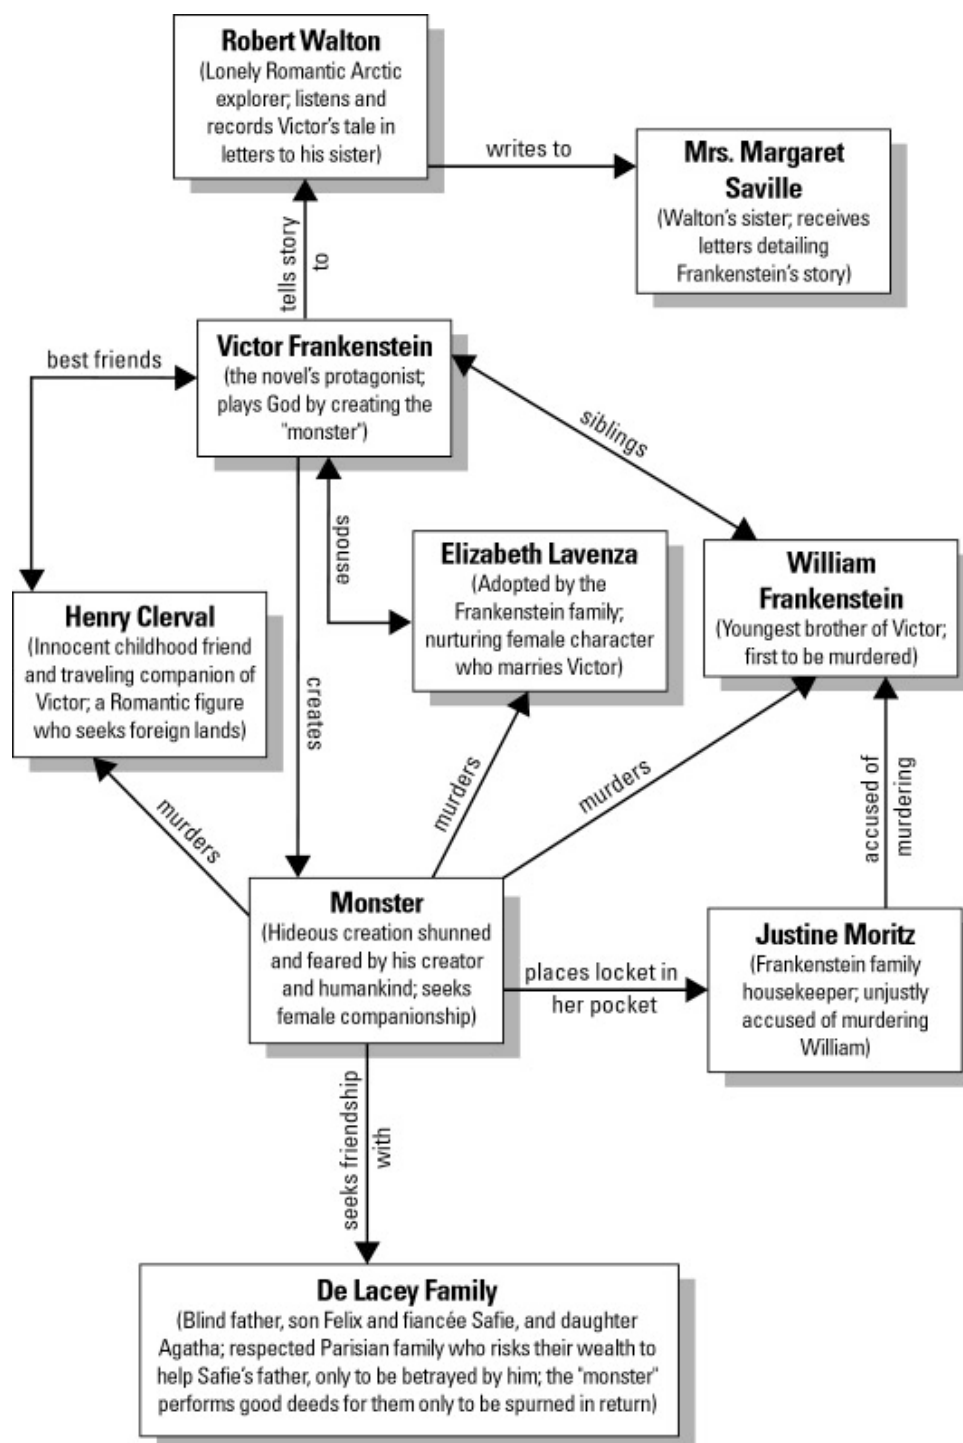 Robert Walton
(Lonely Romantic Arctic
explorer; listens and
records Victor's tale in
letters to his sister)
writes to
Mrs. Margaret
Saville
(Walton's sister; receives
letters detailing
Frankenstein's story)
tells story
to
Victor Frankenstein
(the novel's protagonist;
plays God by creating the
"monster")
best friends
siblings
spouse
Elizabeth Lavenza
(Adopted by the
Frankenstein family;
nurturing female character
who marries Victor)
William
Frankenstein
(Youngest brother of Victor;
first to be murdered)
Henry Clerval
(Innocent childhood friend
and traveling companion of
Victor; a Romantic figure
who seeks foreign lands)
creates
murders
murders
murders
accused of
murdering
Monster
(Hideous creation shunned
and feared by his creator
and humankind; seeks
female companionship)
places locket in
her pocket
Justine Moritz
(Frankenstein family
housekeeper; unjustly
accused of murdering
William)
seeks friendship
with
De Lacey Family
(Blind father, son Felix and fiancée Safie, and daughter
Agatha; respected Parisian family who risks their wealth to
help Safie's father, only to be betrayed by him; the "monster"
performs good deeds for them only to be spurned in return)